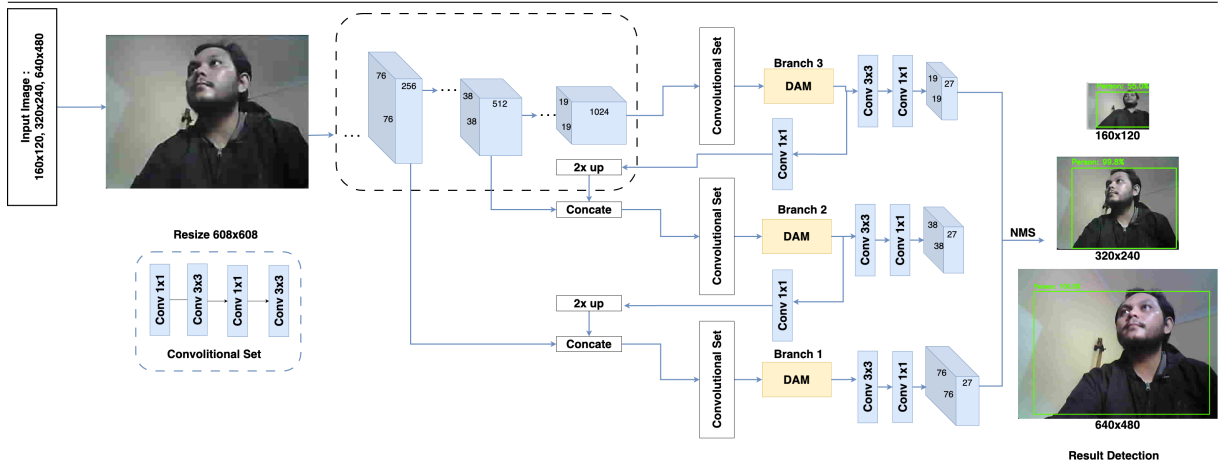 Input Image :
160x120, 320x240, 640x480
Resize 608x608
Conv 1x1
Conv 3x3
Conv 1x1
Conv 3x3
Convolitional Set
76
256
76
38
512
38
19
1024
19
2x up
Concate
2x up
Concate
Convolutional Set
Branch 3
DAM
Conv 3x3
Conv 1x1
19
27
19
Conv 1x1
Convolutional Set
Branch 2
DAM
Conv 3x3
Conv 1x1
38
27
38
Conv 1x1
Convolutional Set
Branch 1
DAM
Conv 3x3
Conv 1x1
76
27
76
NMS
Person:
160x120
Person: 98.8%
320x240
Person:
640x480
Result Detection